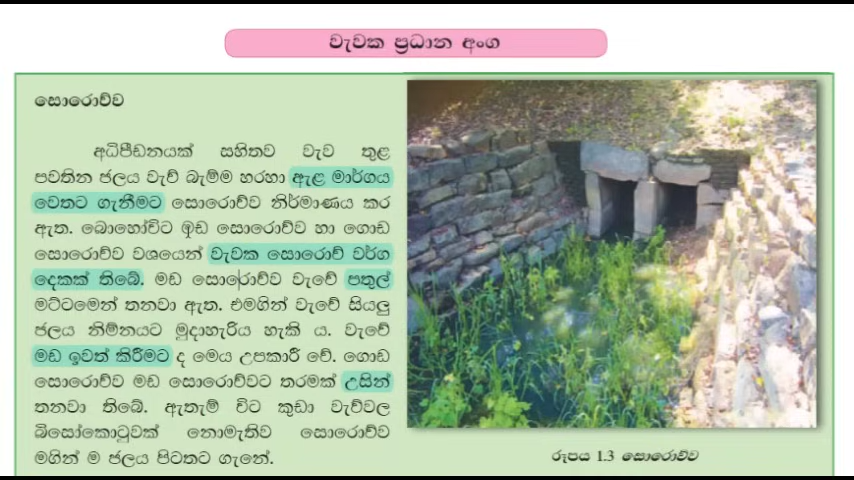 වැවක ප්‍රධාන අංග
සොරොව්ව
අධිපීඩනයක් සහිතව වැව තුළ
පවතින ජලය වැව් බැම්ම හරහා ඇළ මාර්ගය
වෙතට ගැනීමට සොරොව්ව නිර්මාණය කර
ඇත. බොහෝවිට ඉඩ සොරොව්ව හා ගොඩ
සොරොව්ව වශයෙන් වැවක සොරොව් වර්ග
දෙකක් තිබේ. මඩ සොරොව්ව වැවේ පතුල්
මට්ටමෙන් තනවා ඇත. එමගින් වැවේ සියලු
ජලය නිම්නයට මුදාහැරිය හැකි ය. වැවේ
මඩ ඉවත් කිරීමට ද මෙය උපකාරී වේ. ගොඩ
සොරොව්ව මඩ සොරොව්වට තරමක් උසින්
තනවා තිබේ. ඇතැම් විට කුඩා වැව්වල
බිසෝකොටුවක් නොමැතිව සොරොව්ව
මගින් ම ජලය පිටතට ගැනේ.
රූපය 1.3 සොරොව්ව